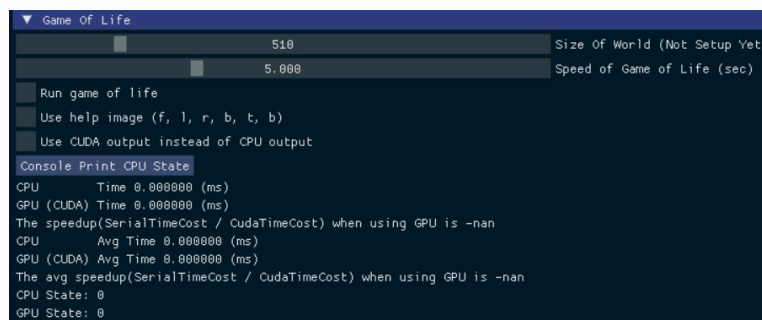 ▼ Game Of Life
510 Size Of World (Not Setup Yet
5.000 Speed of Game of Life (sec)
Run game of life
Use help image (f, l, r, b, t, b)
Use CUDA output instead of CPU output
Console Print CPU State
CPU Time 0.000000 (ms)
GPU (CUDA) Time 0.000000 (ms)
The speedup(SerialTimeCost / CudaTimeCost) when using GPU is -nan
CPU Avg Time 0.000000 (ms)
GPU (CUDA) Avg Time 0.000000 (ms)
The avg speedup(SerialTimeCost / CudaTimeCost) when using GPU is -nan
CPU State: 0
GPU State: 0